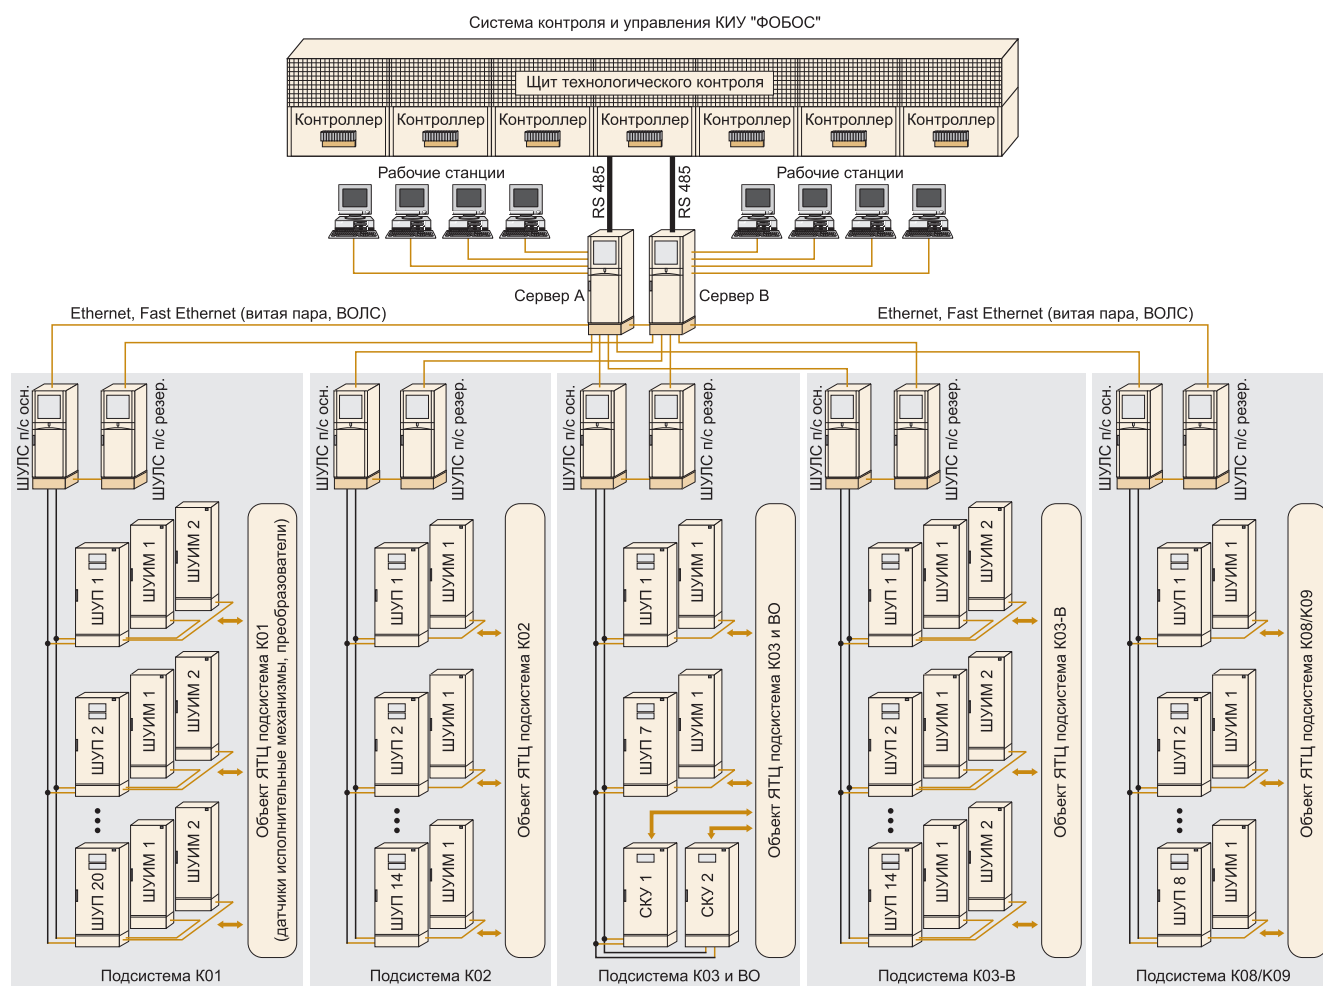 Система контроля и управления КИУ "ФОБОС"
Щит технологического контроля
Контроллер
Контроллер
Контроллер
Контроллер
Контроллер
Контроллер
Контроллер
Рабочие станции
RS 485
RS 485
Рабочие станции
Сервер А
Сервер В
Ethernet, Fast Ethernet (витая пара, ВОЛС)
Ethernet, Fast Ethernet (витая пара, ВОЛС)
ШУЛС п/с осн.
ШУЛС п/с резер.
ШУП 1
ШУИМ 1
ШУИМ 2
ШУП 2
ШУИМ 1
ШУИМ 2
ШУП 20
ШУИМ 1
ШУИМ 2
Объект ЯТЦ подсистема К01
(датчики исполнительные механизмы, преобразователи)
Подсистема К01
ШУЛС п/с осн.
ШУЛС п/с резер.
ШУП 1
ШУИМ 1
ШУП 2
ШУИМ 1
ШУП 14
ШУИМ 1
Объект ЯТЦ подсистема К02
Подсистема К02
ШУЛС п/с осн.
ШУЛС п/с резер.
ШУП 1
ШУИМ 1
ШУП 7
ШУИМ 1
СКУ 1
СКУ 2
Объект ЯТЦ подсистема К03 и ВО
Подсистема К03 и ВО
ШУЛС п/с осн.
ШУЛС п/с резер.
ШУП 1
ШУИМ 1
ШУИМ 2
ШУП 2
ШУИМ 1
ШУИМ 2
ШУП 14
ШУИМ 1
ШУИМ 2
Объект ЯТЦ подсистема К03-В
Подсистема К03-В
ШУЛС п/с осн.
ШУЛС п/с резер.
ШУП 1
ШУИМ 1
ШУП 2
ШУИМ 1
ШУП 8
ШУИМ 1
Объект ЯТЦ подсистема К08/К09
Подсистема К08/К09